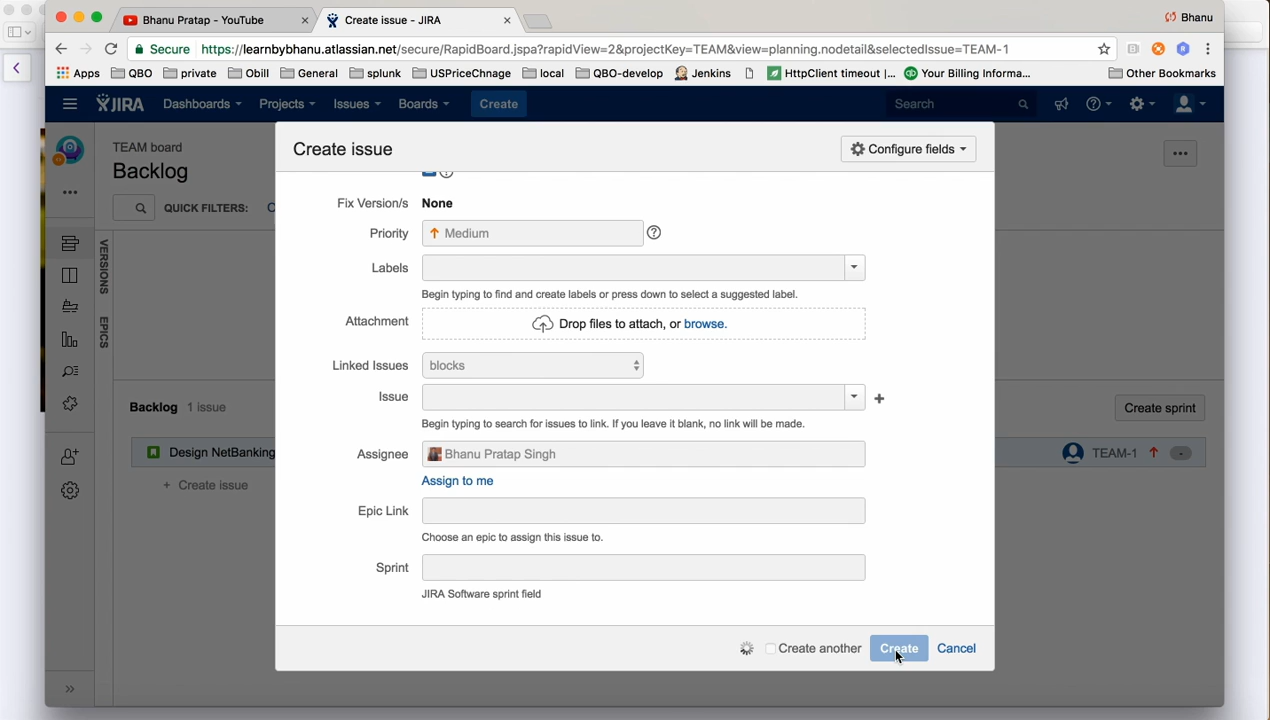 Bhanu Pratap - YouTube
Create issue - JIRA
Bhanu
Secure https://learnbybhanu.atlassian.net/secure/RapidBoard.jspa?rapidView=2&projectKey=TEAM&view=planning.nodetail&selectedIssue=TEAM-1
Apps QBO private Obill General splunk USPriceChnage local QBO-develop Jenkins HttpClient timeout |... Your Billing Informa... Other Bookmarks
JIRA Dashboards Projects Issues Boards Create Search
TEAM board
Backlog
QUICK FILTERS:
VERSIONS
EPICS
Backlog 1 issue
Create sprint
Design NetBanking
TEAM-1
-
+ Create issue
Create issue
Configure fields
Fix Version/s None
Priority Medium
Labels
Begin typing to find and create labels or press down to select a suggested label.
Attachment Drop files to attach, or browse.
Linked Issues blocks
Issue
Begin typing to search for issues to link. If you leave it blank, no link will be made.
Assignee Bhanu Pratap Singh
Assign to me
Epic Link
Choose an epic to assign this issue to.
Sprint
JIRA Software sprint field
Create another Create Cancel